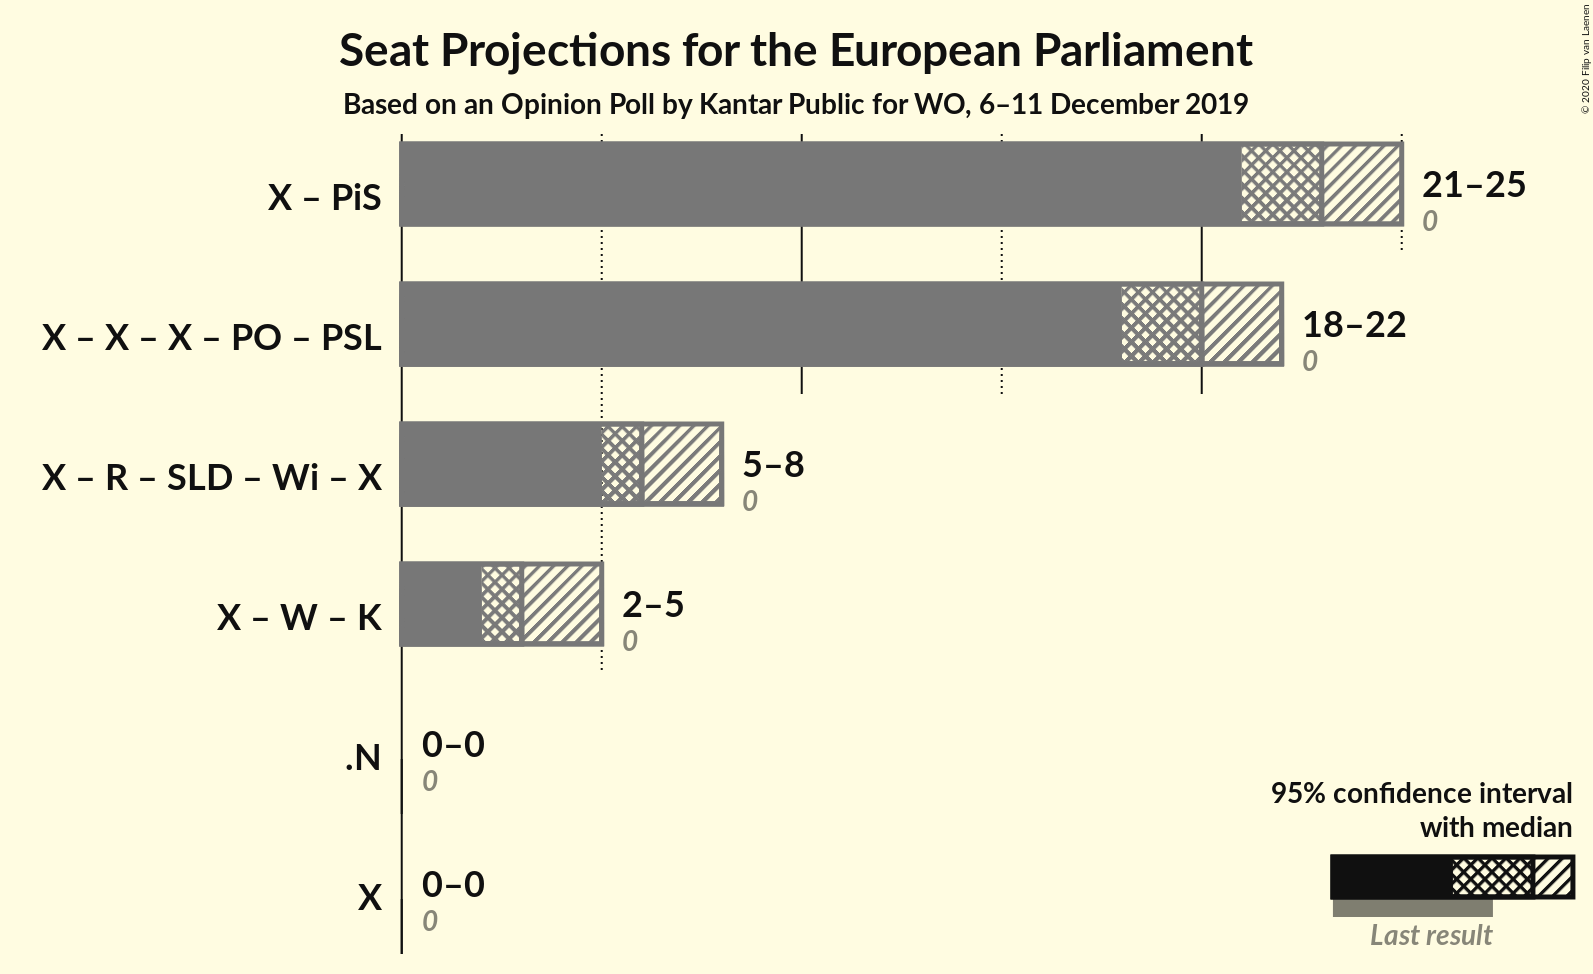 Seat Projections for the European Parliament
Based on an Opinion Poll by Kantar Public for WO, 6–11 December 2019
© 2020 Filip van Laenen
X – PiS
21–25
0
X – X – X – PO – PSL
18–22
0
X – R – SLD – Wi – X
5–8
0
X – W – K
2–5
0
.N
0–0
0
X
0–0
0
95% confidence interval
with median
Last result